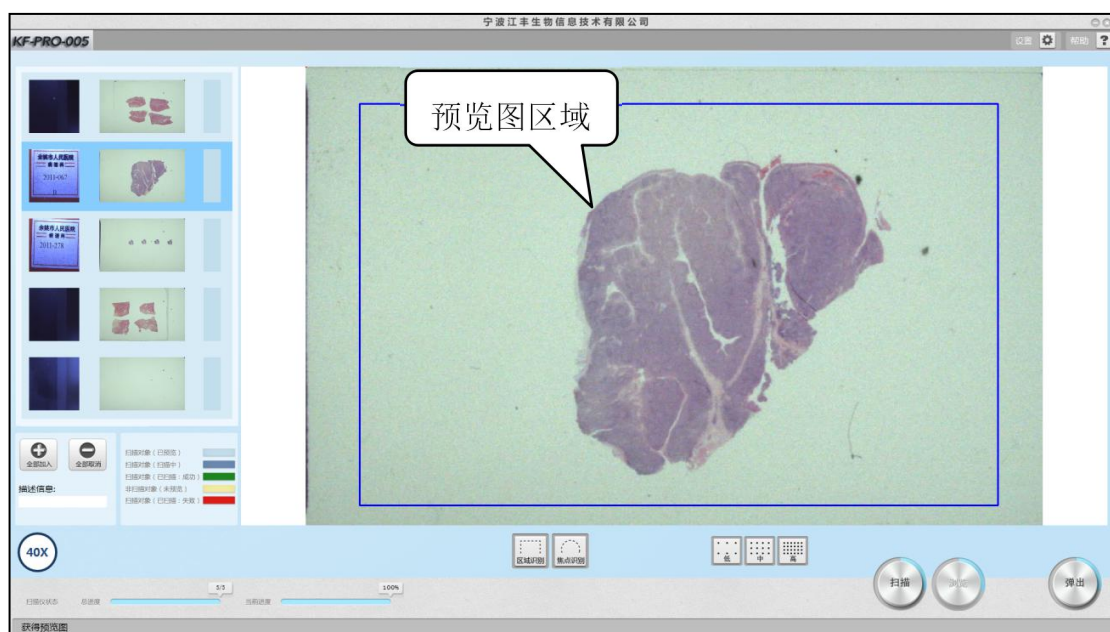 宁波江丰生物信息技术有限公司
KF-PRO-005
设置
帮助
?
预览图区域
余姚市人民医院
2011-067
余姚市人民医院
2011-278
全部加入
全部取消
描述信息:
扫描对象(已预览)
扫描对象(扫描中)
扫描对象(已扫描:成功)
非扫描对象(未预览)
扫描对象(已扫描:失败)
40X
区域识别
焦点识别
低
中
高
扫描
弹出
扫描仪状态
总进度
5/5
当前进度
100%
获得预览图